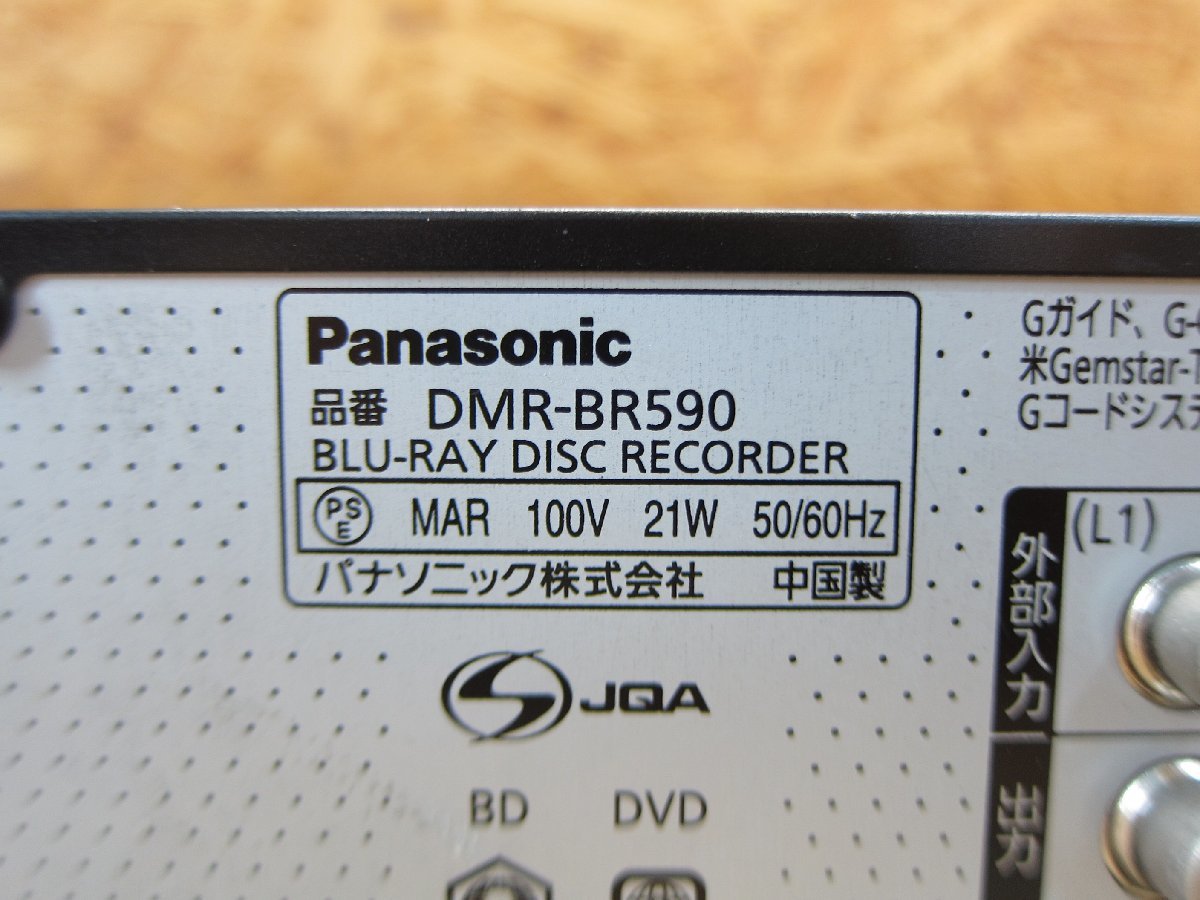 Panasonic
品番 DMR-BR590
BLU-RAY DISC RECORDER
PSE MAR 100V 21W 50/60Hz
パナソニック株式会社 中国製
JQA
BD DVD
Gガイド、G-
米Gemstar-T
Gコードシステ
外部入力
(L1)
出力